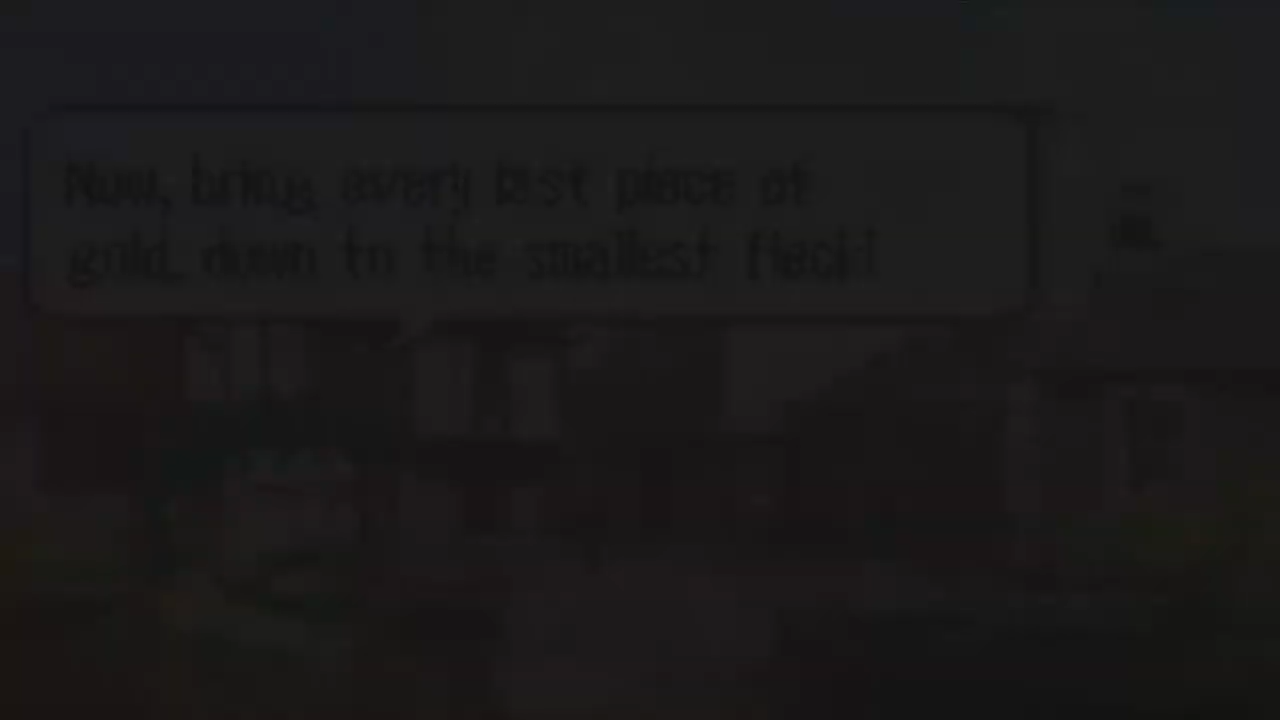 Now, bring every last piece of
gold, down to the smallest fleck!